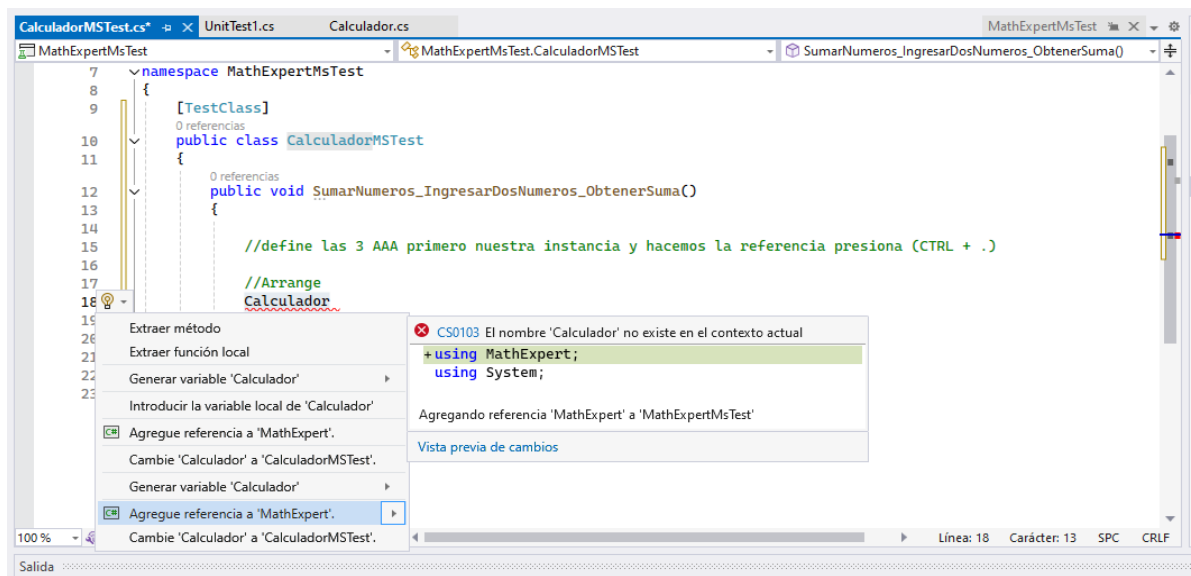 CalculadorMSTest.cs* UnitTest1.cs Calculador.cs MathExpertMsTest
MathExpertMsTest MathExpertMsTest.CalculadorMSTest SumarNumeros_IngresarDosNumeros_ObtenerSuma()
7 namespace MathExpertMsTest
8 {
9 [TestClass]
0 referencias
10 public class CalculadorMSTest
11 {
0 referencias
12 public void SumarNumeros_IngresarDosNumeros_ObtenerSuma()
13 {
14
15 //define las 3 AAA primero nuestra instancia y hacemos la referencia presiona (CTRL + .)
16
17 //Arrange
18 Calculador
19
20
21
22
23
Extraer método
Extraer función local
Generar variable 'Calculador'
Introducir la variable local de 'Calculador'
C# Agregue referencia a 'MathExpert'.
Cambie 'Calculador' a 'CalculadorMSTest'.
Generar variable 'Calculador'
C# Agregue referencia a 'MathExpert'.
Cambie 'Calculador' a 'CalculadorMSTest'.
CS0103 El nombre 'Calculador' no existe en el contexto actual
+using MathExpert;
using System;
Agregando referencia 'MathExpert' a 'MathExpertMsTest'
Vista previa de cambios
100 % Línea: 18 Carácter: 13 SPC CRLF
Salida